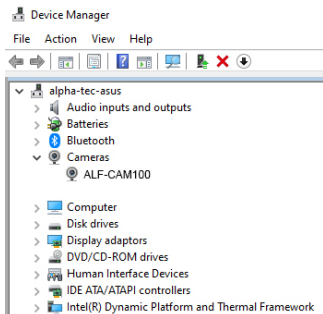 Device Manager
File Action View Help
alpha-tec-asus
Audio inputs and outputs
Batteries
Bluetooth
Cameras
ALF-CAM100
Computer
Disk drives
Display adaptors
DVD/CD-ROM drives
Human Interface Devices
IDE ATA/ATAPI controllers
Intel(R) Dynamic Platform and Thermal Framework